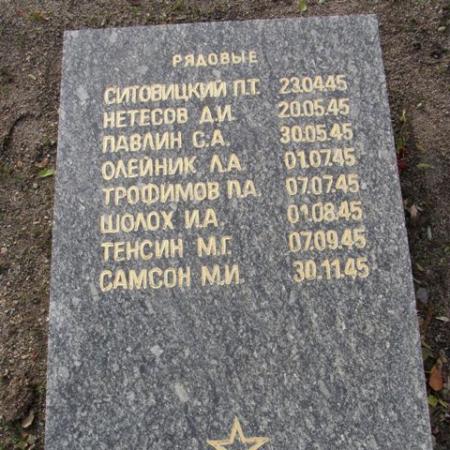 РЯДОВЫЕ
СИТОВИЦКИЙ П.Т. 23.04.45
НЕТЕСОВ Д.И. 20.05.45
ПАВЛИН С.А. 30.05.45
ОЛЕЙНИК Л.А. 01.07.45
ТРОФИМОВ П.А. 07.07.45
ШОЛОХ И.А. 01.08.45
ТЕНСИН М.Г. 07.09.45
САМСОН М.И. 30.11.45